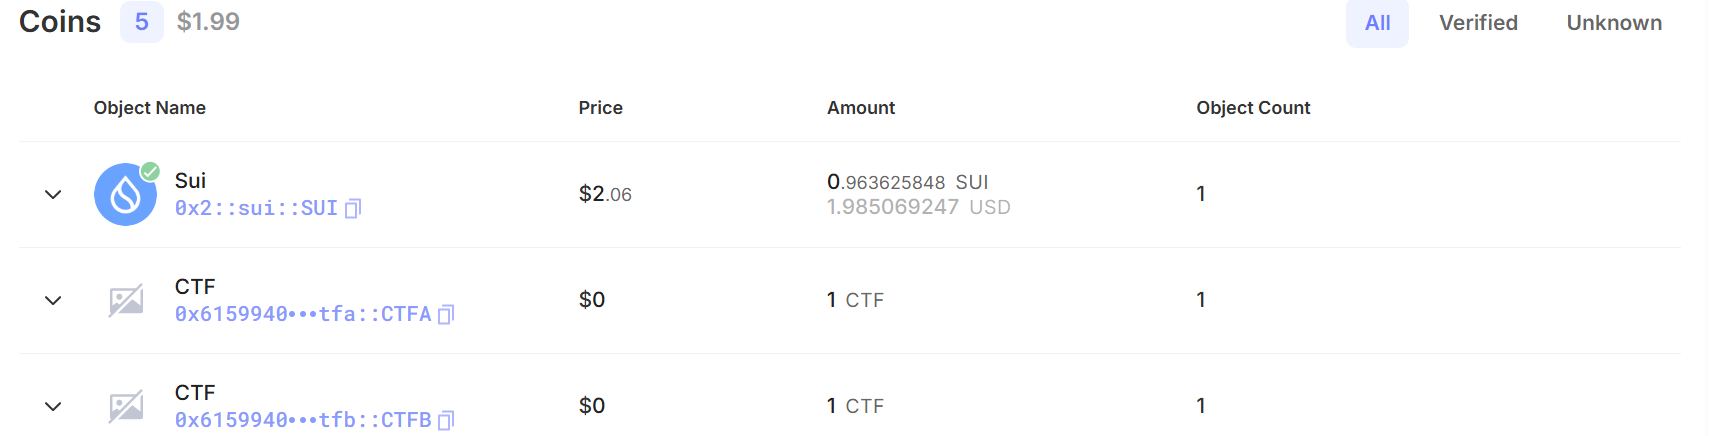 Coins 5 $1.99 All Verified Unknown
Object Name Price Amount Object Count
Sui
0x2::sui::SUI
$2.06
0.963625848 SUI
1.985069247 USD
1
CTF
0x6159940•••tfa::CTFA
$0
1 CTF
1
CTF
0x6159940•••tfb::CTFB
$0
1 CTF
1